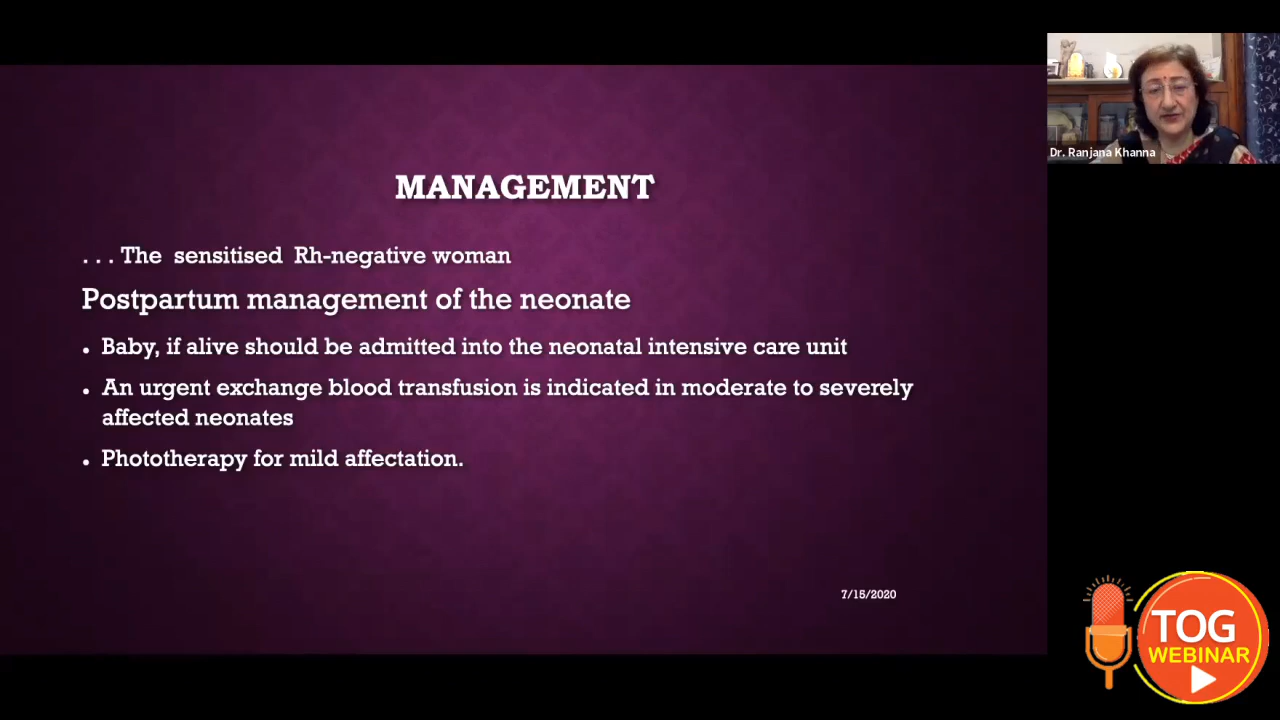 MANAGEMENT
. . . The sensitised Rh-negative woman
Postpartum management of the neonate
• Baby, if alive should be admitted into the neonatal intensive care unit
• An urgent exchange blood transfusion is indicated in moderate to severely
affected neonates
• Phototherapy for mild affectation.
7/15/2020
Dr. Ranjana Khanna
TOG
WEBINAR